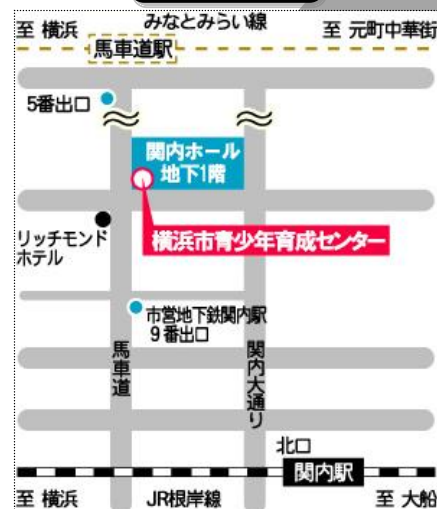 みなとみらい線
至 横浜
至 元町中華街
馬車道駅
5番出口
関内ホール
地下1階
横浜市青少年育成センター
リッチモンド
ホテル
市営地下鉄関内駅
9番出口
馬車道
関内大通り
北口
関内駅
至 横浜
JR根岸線
至 大船